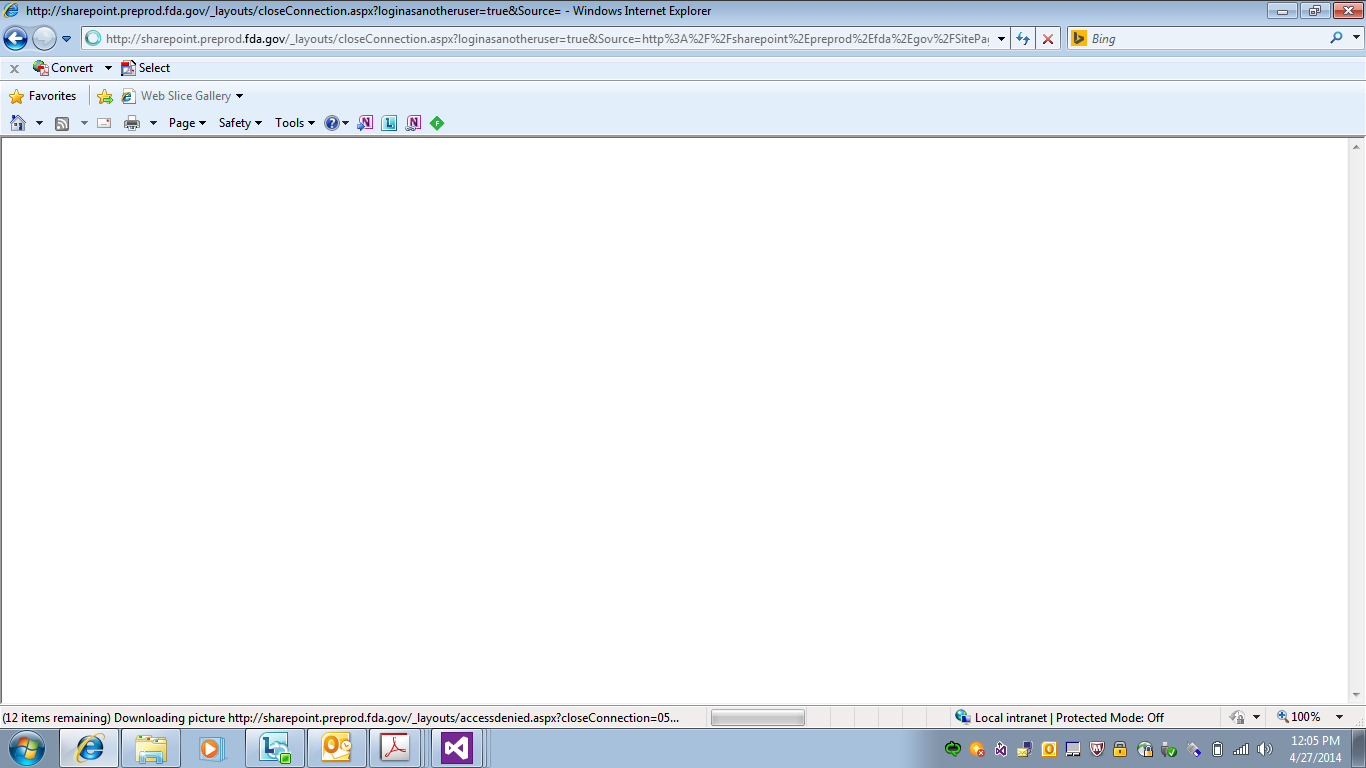 http://sharepoint.preprod.fda.gov/_layouts/closeConnection.aspx?loginasanotheruser=true&Source= - Windows Internet Explorer
http://sharepoint.preprod.fda.gov/_layouts/closeConnection.aspx?loginasanotheruser=true&Source=http%3A%2F%2Fsharepoint%2Epreprod%2Efda%2Egov%2FSitePag
Bing
x Convert Select
Favorites Web Slice Gallery
Page Safety Tools
(12 items remaining) Downloading picture http://sharepoint.preprod.fda.gov/_layouts/accessdenied.aspx?closeConnection=05...
Local intranet | Protected Mode: Off
100%
12:05 PM
4/27/2014